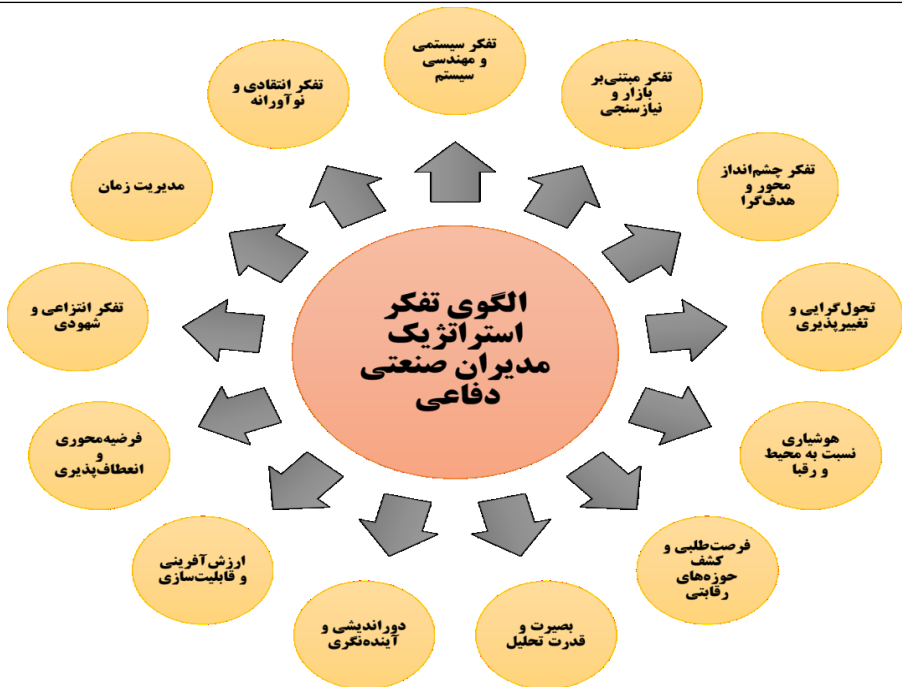 تفکر سیستمی
و مهندسی
سیستم
تفکر مبتنی‌بر
بازار و
نیازسنجی
تفکر چشم‌انداز
محور و
هدف‌گرا
تحول‌گرایی و
تغییرپذیری
هوشیاری
نسبت به محیط
و رقبا
فرصت‌طلبی و
کشف
حوزه‌های
رقابتی
بصیرت و
قدرت تحلیل
دوراندیشی و
آینده‌نگری
ارزش‌آفرینی
و قابلیت‌سازی
فرضیه‌محوری
و
انعطاف‌پذیری
تفکر انتزاعی و
شهودی
مدیریت زمان
تفکر انتقادی و
نوآورانه
الگوی تفکر
استراتژیک
مدیران صنعتی
دفاعی